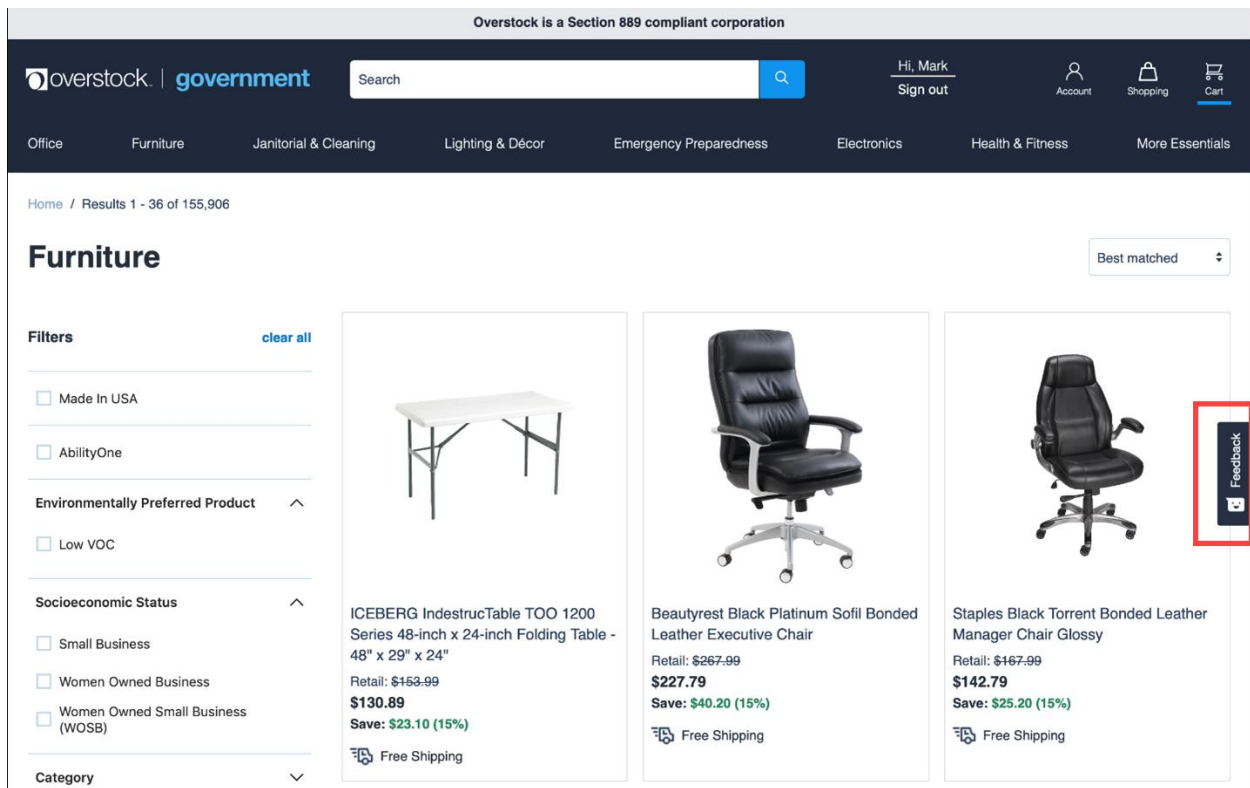 Overstock is a Section 889 compliant corporation
overstock. | government
Search
Hi, Mark
Sign out
Account
Shopping
Cart
Office
Furniture
Janitorial & Cleaning
Lighting & Décor
Emergency Preparedness
Electronics
Health & Fitness
More Essentials
Home / Results 1 - 36 of 155,906
Furniture
Best matched
Filters
clear all
Made In USA
AbilityOne
Environmentally Preferred Product
Low VOC
Socioeconomic Status
Small Business
Women Owned Business
Women Owned Small Business
(WOSB)
Category
ICEBERG IndestrucTable TOO 1200
Series 48-inch x 24-inch Folding Table -
48" x 29" x 24"
Retail: $153.99
$130.89
Save: $23.10 (15%)
Free Shipping
Beautyrest Black Platinum Sofil Bonded
Leather Executive Chair
Retail: $267.99
$227.79
Save: $40.20 (15%)
Free Shipping
Staples Black Torrent Bonded Leather
Manager Chair Glossy
Retail: $167.99
$142.79
Save: $25.20 (15%)
Free Shipping
Feedback